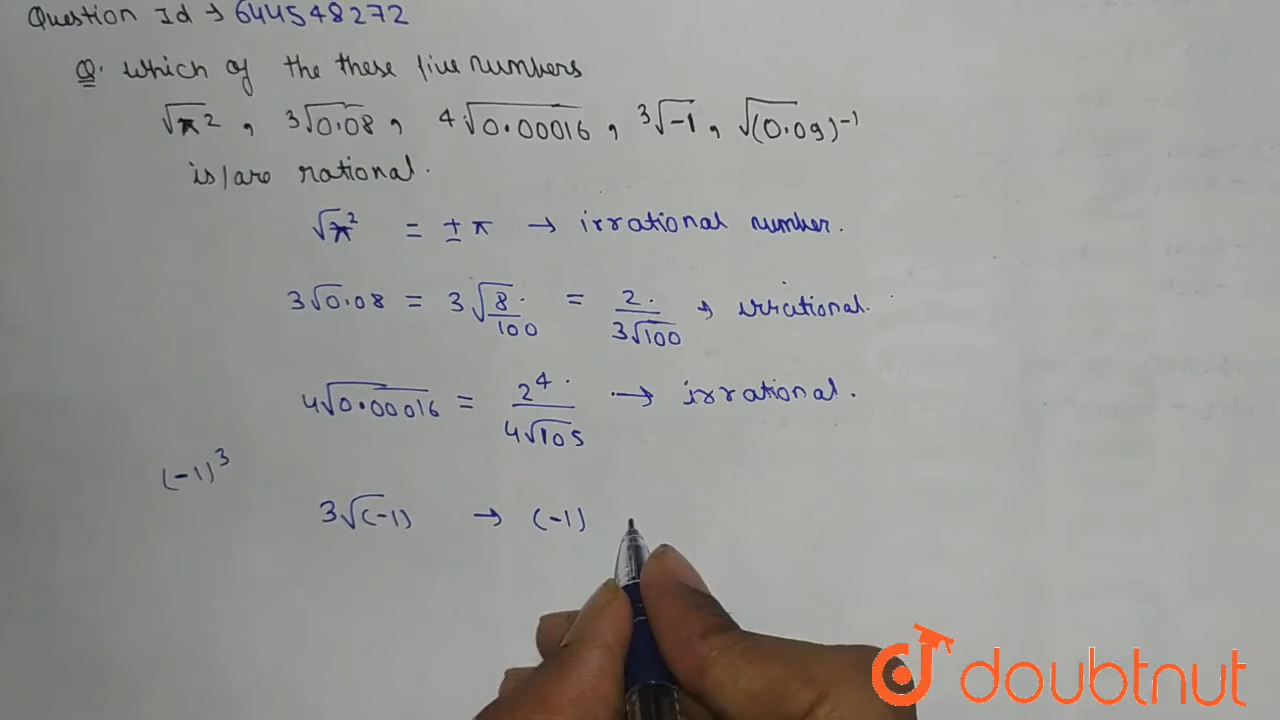 Question Id → 644548272
Q. which of the these five numbers
√π², ³√0.08, ⁴√0.00016, ³√-1, √(0.09)⁻¹
is/are rational.
√π² = ±π → irrational number.
3√0.08 = 3√8/100 = 2/3√100 → irrational.
4√0.00016 = 2⁴/4√105 → irrational.
(-1)³
3√(-1) → (-1)
doubtnut